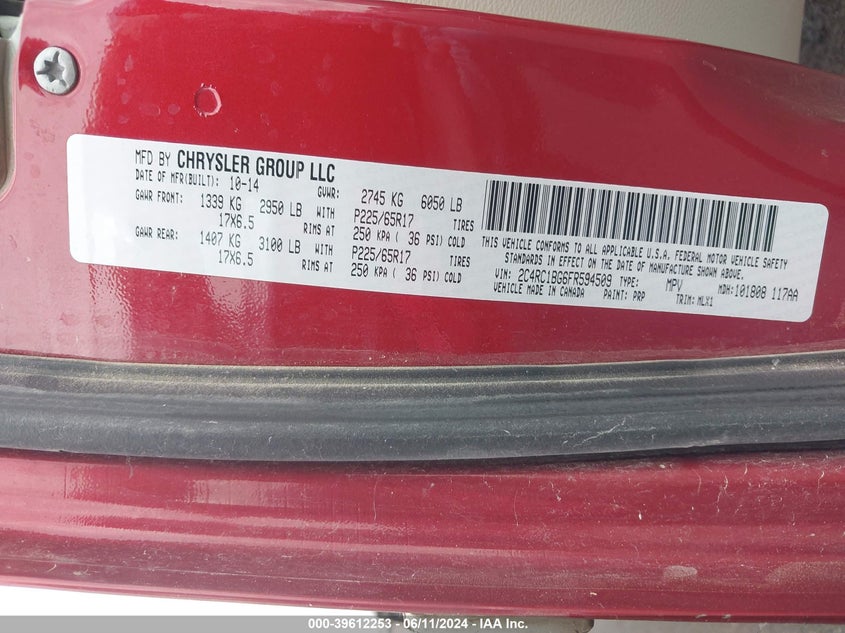 MFD BY CHRYSLER GROUP LLC
DATE OF MFR(BUILT): 10-14 GVWR: 2745 KG 6050 LB
GAWR FRONT: 1339 KG 2950 LB WITH P225/65R17 TIRES
17X6.5 RIMS AT 250 KPA ( 36 PSI) COLD
GAWR REAR: 1407 KG 3100 LB WITH P225/65R17 TIRES
17X6.5 RIMS AT 250 KPA ( 36 PSI) COLD
THIS VEHICLE CONFORMS TO ALL APPLICABLE U.S.A. FEDERAL MOTOR VEHICLE SAFETY
STANDARDS IN EFFECT ON THE DATE OF MANUFACTURE SHOWN ABOVE.
VIN: 2C4RC1BG6FR594509 TYPE: MPV MDH:101808 117AA
VEHICLE MADE IN CANADA PAINT: PRP TRIM: MLX1
000-39612253 - 06/11/2024 - IAA Inc.